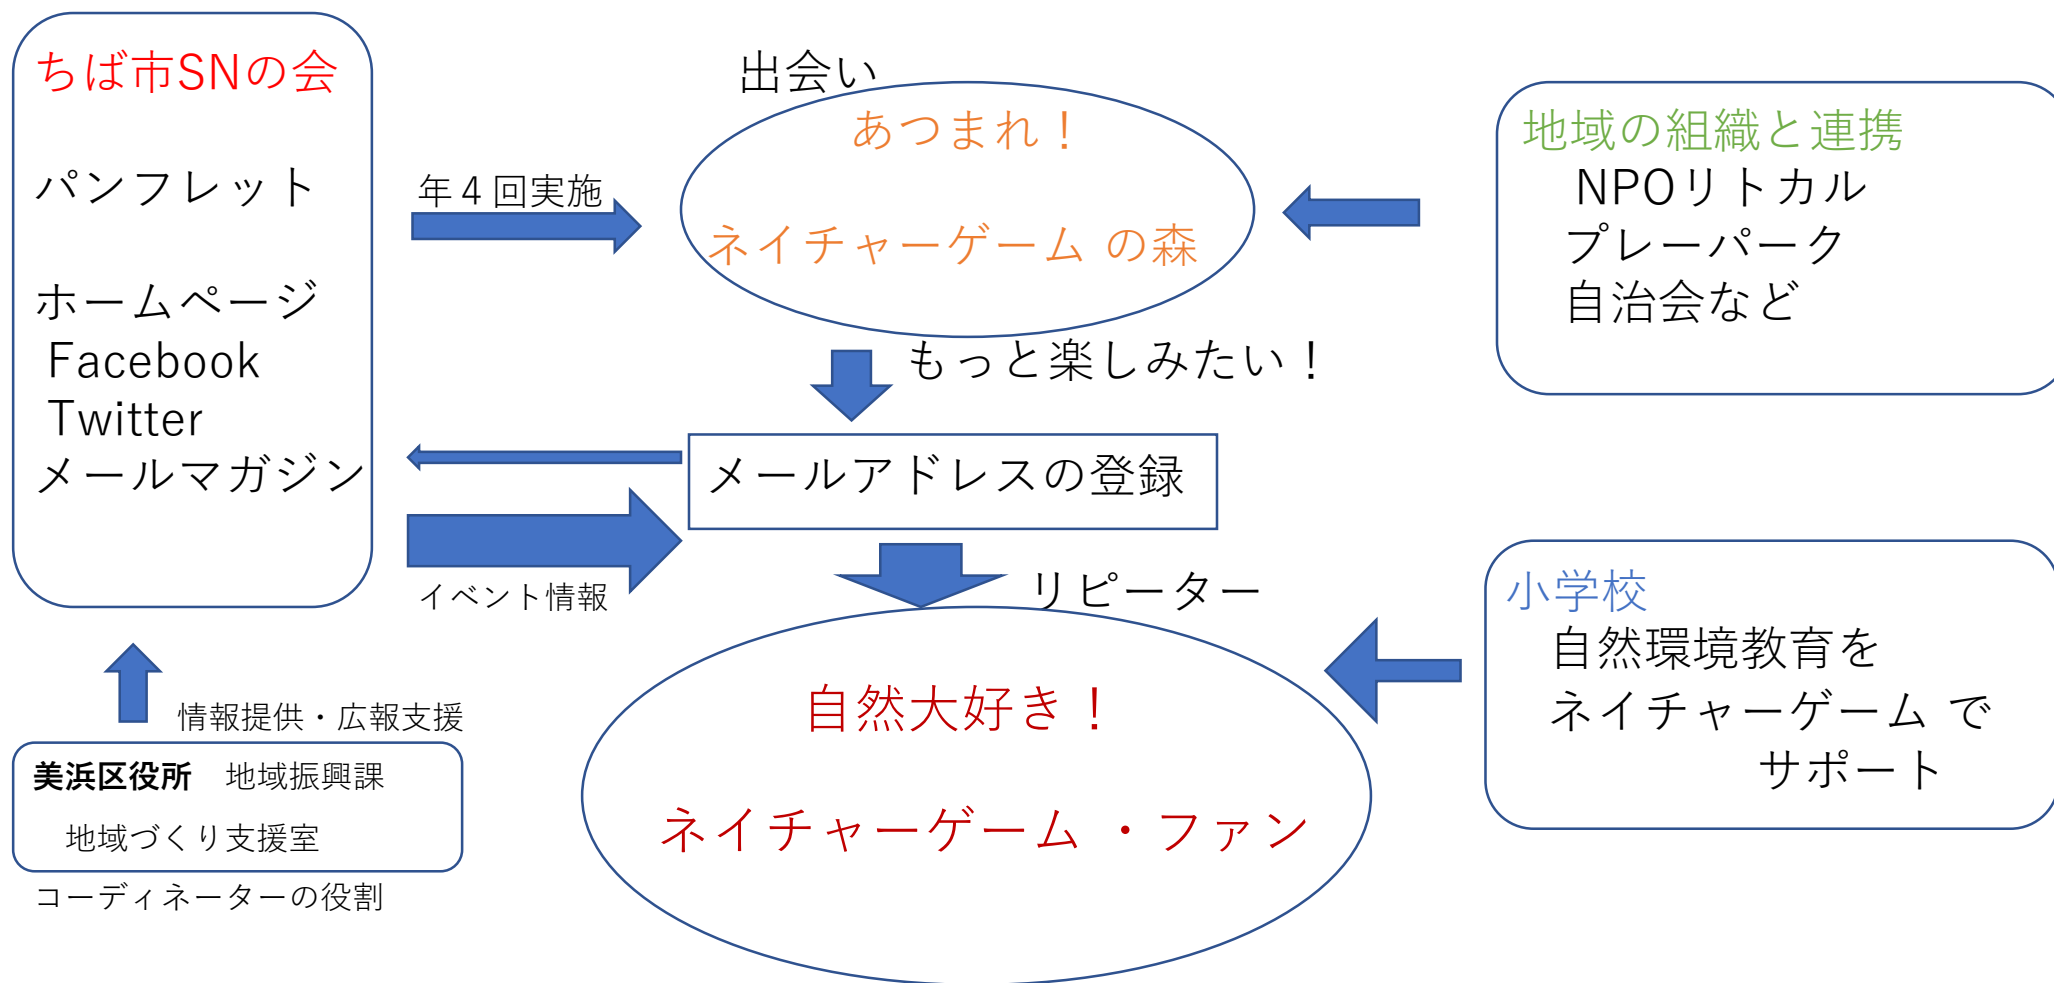 ちば市SNの会
パンフレット
ホームページ
Facebook
Twitter
メールマガジン
年４回実施
出会い
あつまれ！
ネイチャーゲーム の森
地域の組織と連携
NPOリトカル
プレーパーク
自治会など
もっと楽しみたい！
メールアドレスの登録
イベント情報
リピーター
自然大好き！
ネイチャーゲーム ・ファン
小学校
自然環境教育を
ネイチャーゲーム で
サポート
情報提供・広報支援
美浜区役所　地域振興課
地域づくり支援室
コーディネーターの役割